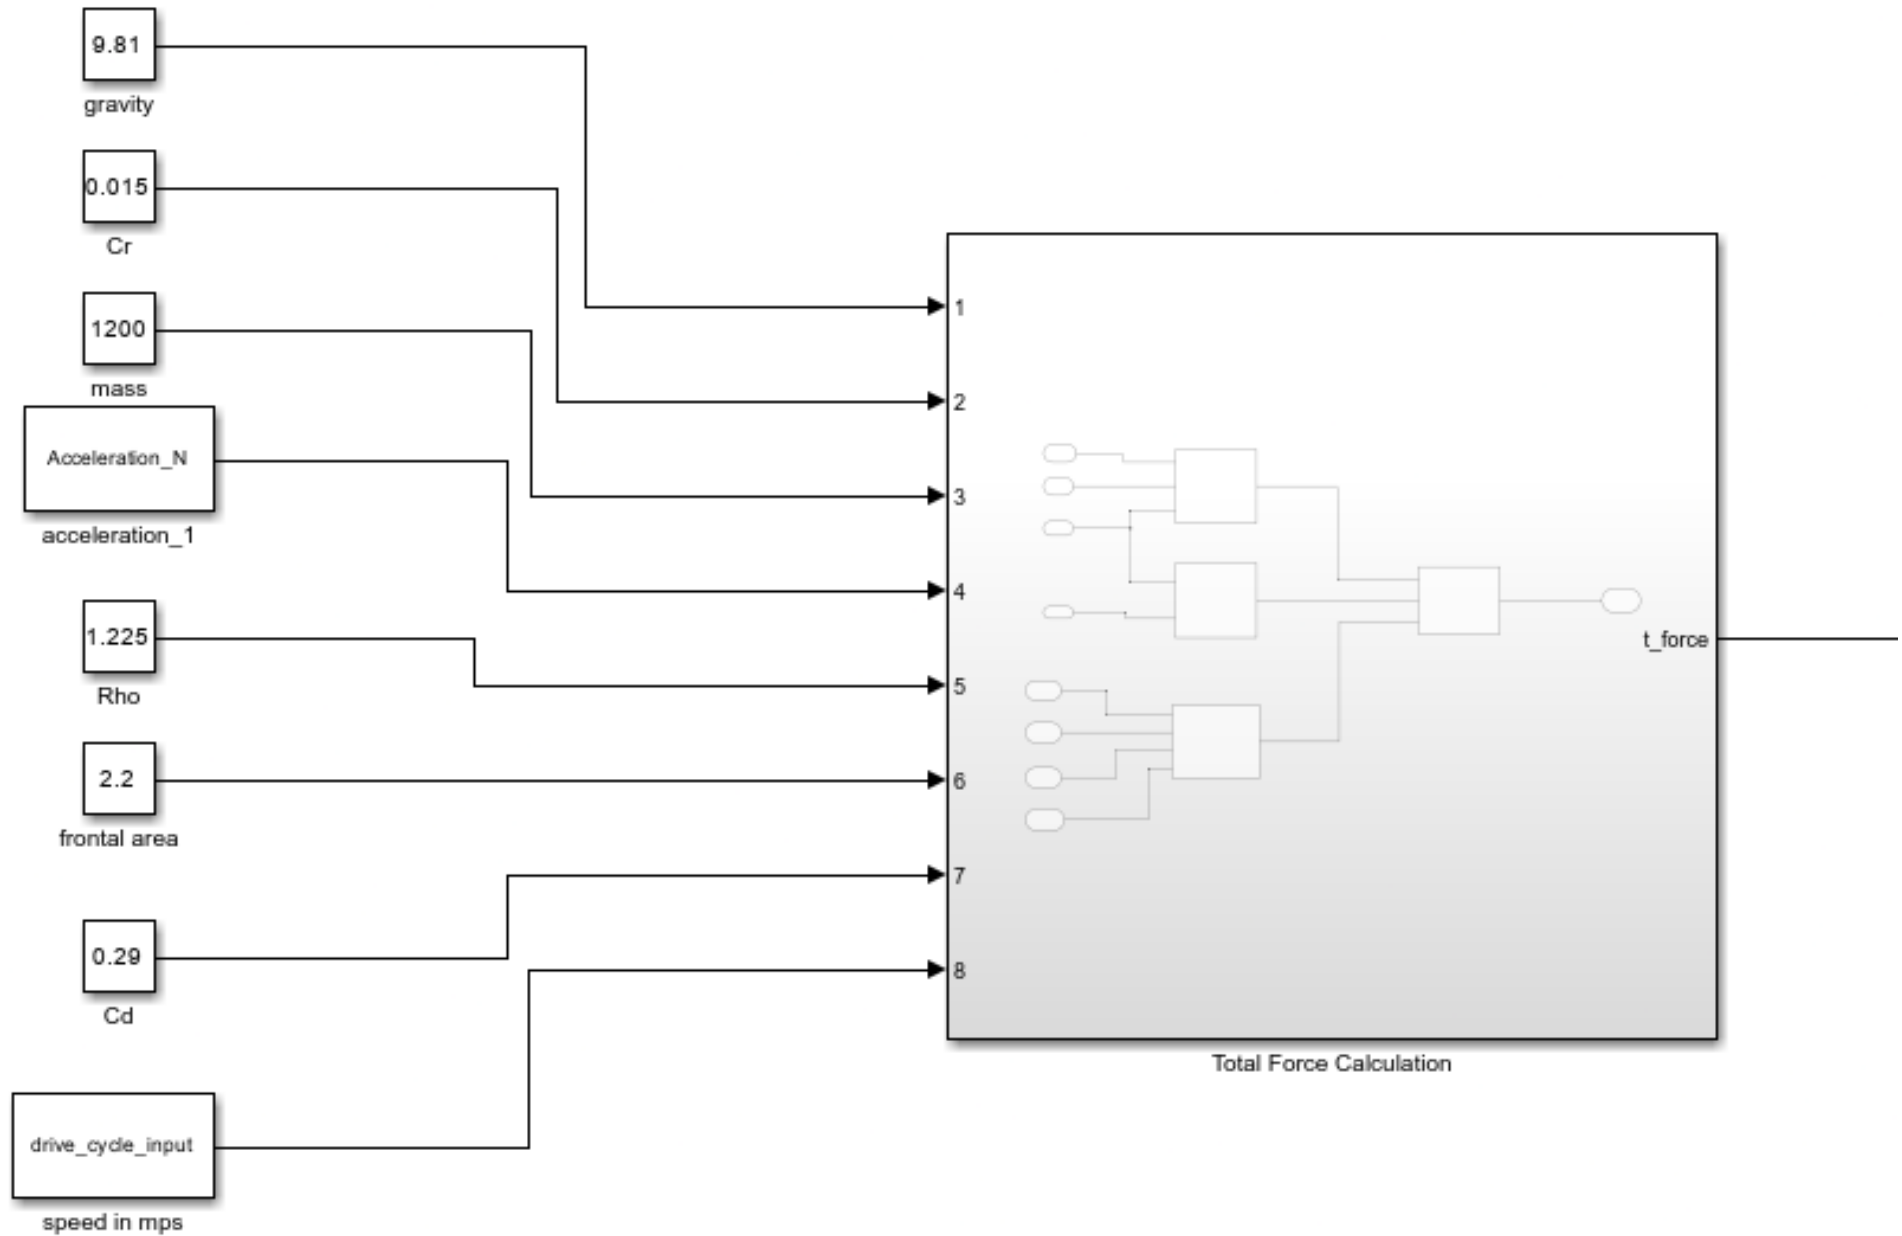 9.81
gravity
0.015
Cr
1200
mass
Acceleration_N
acceleration_1
1.225
Rho
2.2
frontal area
0.29
Cd
drive_cycle_input
speed in mps
1
2
3
4
5
6
7
8
t_force
Total Force Calculation